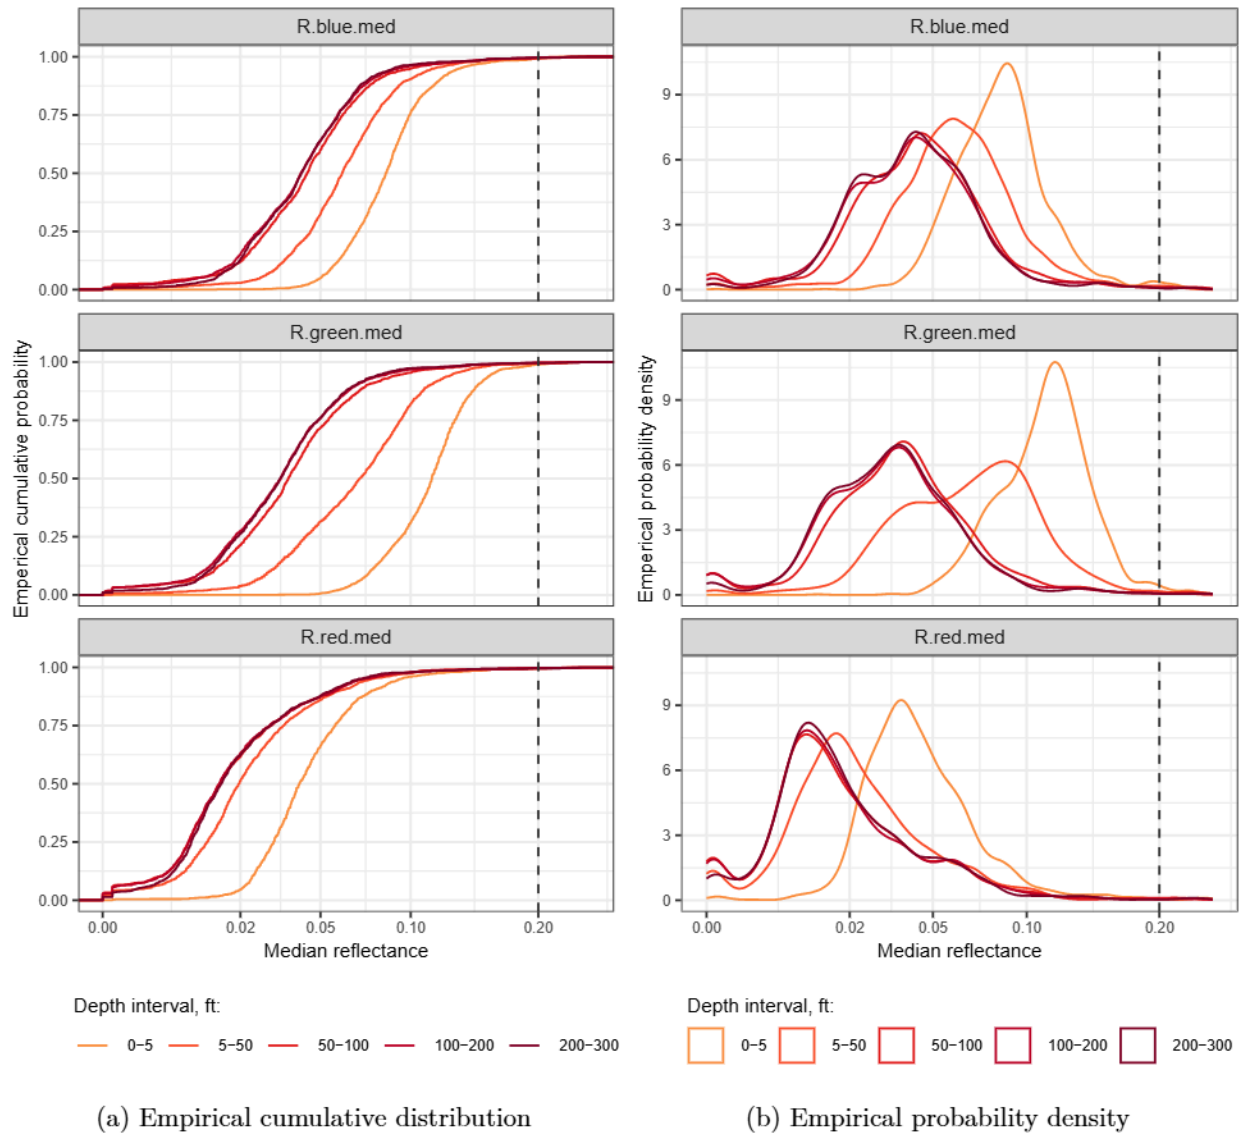 R.blue.med
1.00
0.75
0.50
0.25
0.00
R.green.med
1.00
0.75
0.50
0.25
0.00
R.red.med
1.00
0.75
0.50
0.25
0.00
Emperical cumulative probability
0.00 0.02 0.05 0.10 0.20
Median reflectance
Depth interval, ft:
0−5 5−50 50−100 100−200 200−300
(a) Empirical cumulative distribution
R.blue.med
9
6
3
0
R.green.med
9
6
3
0
R.red.med
9
6
3
0
Emperical probability density
0.00 0.02 0.05 0.10 0.20
Median reflectance
Depth interval, ft:
0−5 5−50 50−100 100−200 200−300
(b) Empirical probability density